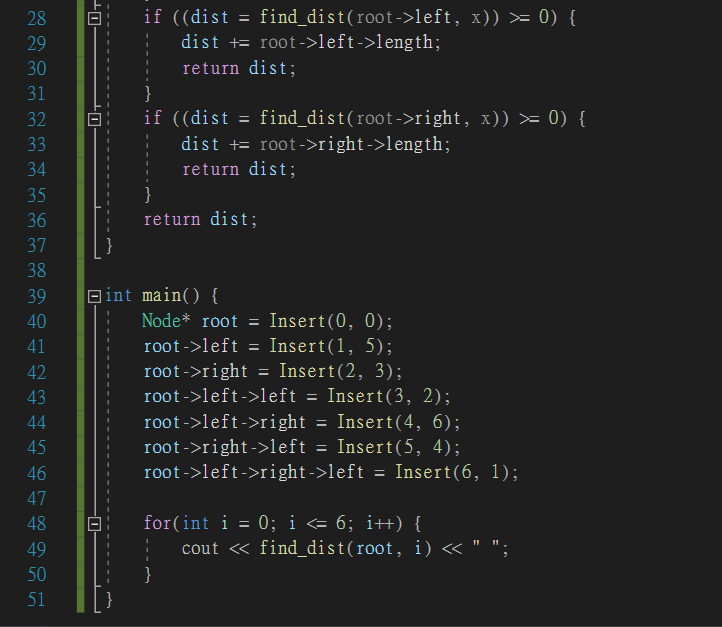 28 if ((dist = find_dist(root->left, x)) >= 0) {
29 dist += root->left->length;
30 return dist;
31 }
32 if ((dist = find_dist(root->right, x)) >= 0) {
33 dist += root->right->length;
34 return dist;
35 }
36 return dist;
37 }
38
39 int main() {
40 Node* root = Insert(0, 0);
41 root->left = Insert(1, 5);
42 root->right = Insert(2, 3);
43 root->left->left = Insert(3, 2);
44 root->left->right = Insert(4, 6);
45 root->right->left = Insert(5, 4);
46 root->left->right->left = Insert(6, 1);
47
48 for(int i = 0; i <= 6; i++) {
49 cout << find_dist(root, i) << " ";
50 }
51 }